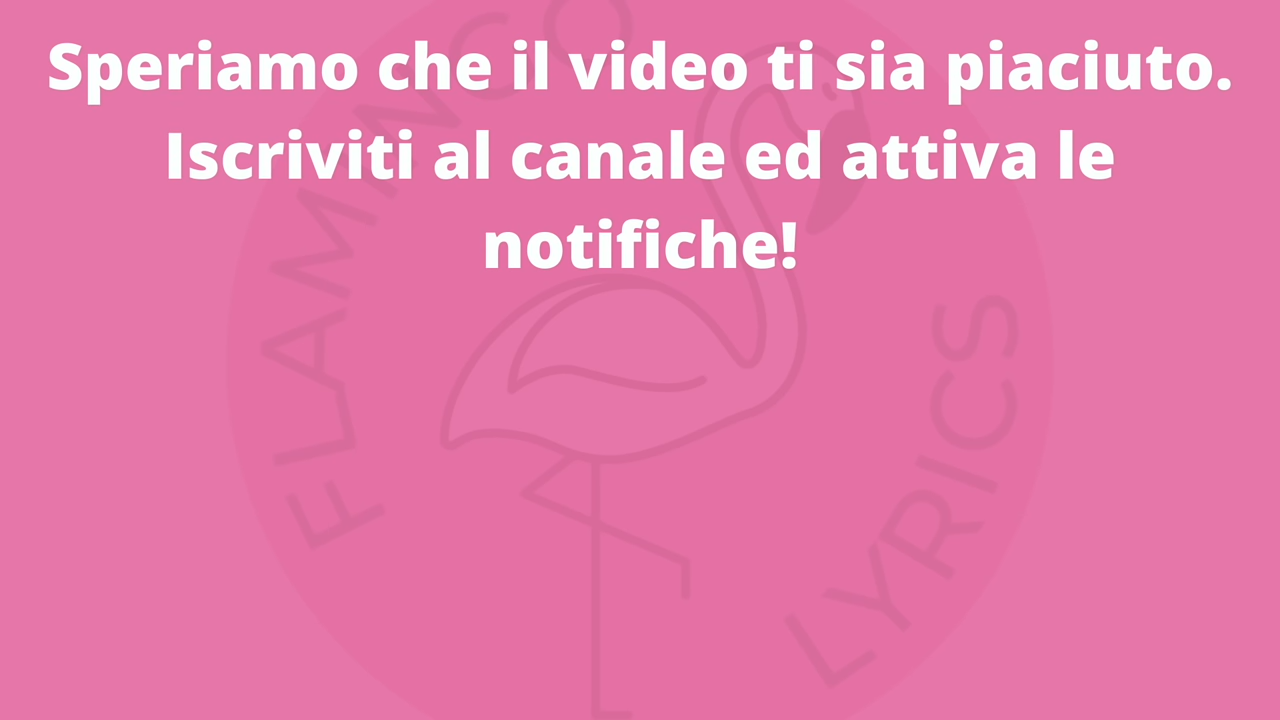 Speriamo che il video ti sia piaciuto.
Iscriviti al canale ed attiva le
notifiche!
FLAMINGO
LYRICS